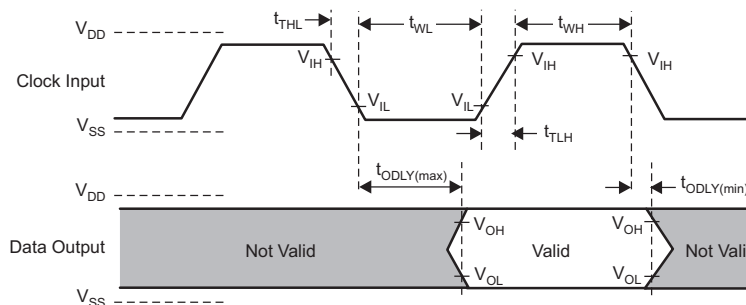 tTHL tWL tWH
VDD
VIH VIH VIH
Clock Input
VIL VIL
VSS
tTLH
tODLY(max) tODLY(min)
VDD
VOH VOH
Data Output Not Valid Valid Not Vali
VOL VOL
VSS